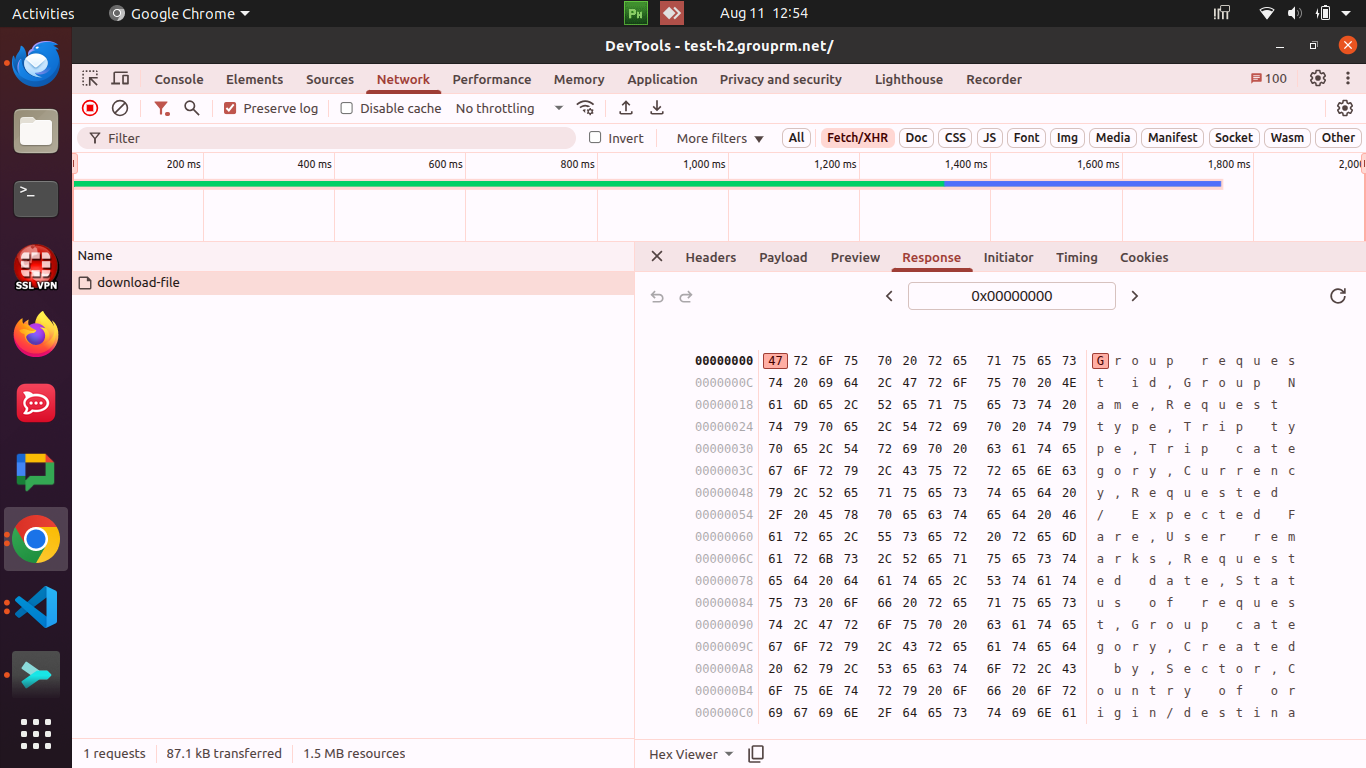 Activities
Google Chrome
Aug 11 12:54
DevTools - test-h2.grouprm.net/
Console Elements Sources Network Performance Memory Application Privacy and security Lighthouse Recorder 100
Preserve log Disable cache No throttling
Filter Invert More filters All Fetch/XHR Doc CSS JS Font Img Media Manifest Socket Wasm Other
200 ms 400 ms 600 ms 800 ms 1,000 ms 1,200 ms 1,400 ms 1,600 ms 1,800 ms
Name
download-file
Headers Payload Preview Response Initiator Timing Cookies
0x00000000
00000000 47 72 6F 75 70 20 72 65 71 75 65 73 G r o u p r e q u e s
0000000C 74 20 69 64 2C 47 72 6F 75 70 20 4E t i d , G r o u p N
00000018 61 6D 65 2C 52 65 71 75 65 73 74 20 a m e , R e q u e s t
00000024 74 79 70 65 2C 54 72 69 70 20 74 79 t y p e , T r i p t y
00000030 70 65 2C 54 72 69 70 20 63 61 74 65 p e , T r i p c a t e
0000003C 67 6F 72 79 2C 43 75 72 72 65 6E 63 g o r y , C u r r e n c
00000048 79 2C 52 65 71 75 65 73 74 65 64 20 y , R e q u e s t e d
00000054 2F 20 45 78 70 65 63 74 65 64 20 46 / E x p e c t e d F
00000060 61 72 65 2C 55 73 65 72 20 72 65 6D a r e , U s e r r e m
0000006C 61 72 6B 73 2C 52 65 71 75 65 73 74 a r k s , R e q u e s t
00000078 65 64 20 64 61 74 65 2C 53 74 61 74 e d d a t e , S t a t
00000084 75 73 20 6F 66 20 72 65 71 75 65 73 u s o f r e q u e s
00000090 74 2C 47 72 6F 75 70 20 63 61 74 65 t , G r o u p c a t e
0000009C 67 6F 72 79 2C 43 72 65 61 74 65 64 g o r y , C r e a t e d
000000A8 20 62 79 2C 53 65 63 74 6F 72 2C 43 b y , S e c t o r , C
000000B4 6F 75 6E 74 72 79 20 6F 66 20 6F 72 o u n t r y o f o r
000000C0 69 67 69 6E 2F 64 65 73 74 69 6E 61 i g i n / d e s t i n a
1 requests 87.1 kB transferred 1.5 MB resources
Hex Viewer
SSL VPN